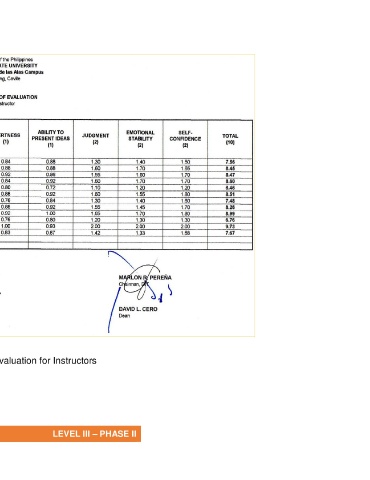 f the Philippines
ATE UNIVERSITY
de las Alas Campus
ng, Cavite
OF EVALUATION
structor
ERTNESS (1) ABILITY TO PRESENT IDEAS (1) JUDGMENT (2) EMOTIONAL STABILITY (2) SELF-CONFIDENCE (2) TOTAL (10)
0.84 0.88 1.30 1.40 1.50 7.56
0.88 0.88 1.60 1.70 1.55 8.45
0.92 0.86 1.55 1.60 1.70 8.47
0.84 0.92 1.60 1.70 1.70 8.60
0.80 0.72 1.10 1.20 1.20 6.46
0.88 0.92 1.60 1.55 1.80 8.51
0.76 0.84 1.30 1.40 1.50 7.48
0.88 0.92 1.55 1.45 1.70 8.28
0.92 1.00 1.65 1.70 1.80 8.99
0.76 0.80 1.20 1.30 1.30 6.76
1.00 0.93 2.00 2.00 2.00 9.73
0.83 0.87 1.42 1.33 1.55 7.67
MARLON R. PEREÑA
Chairman, DIT
DAVID L. CERO
Dean
valuation for Instructors
LEVEL III – PHASE II